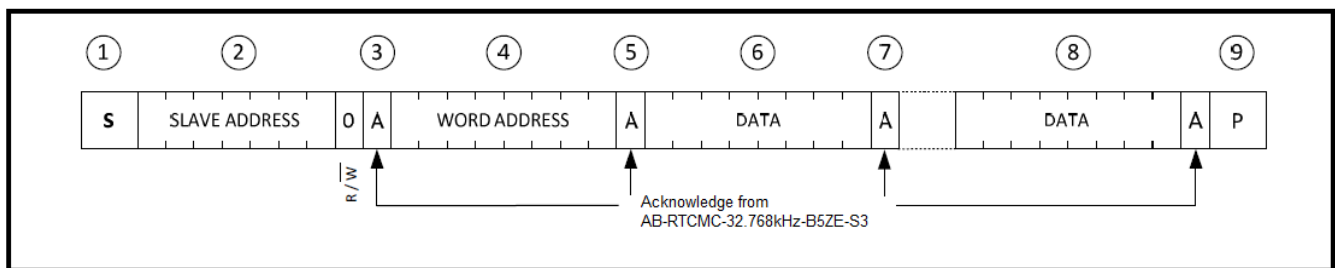 1 2 3 4 5 6 7 8 9
S SLAVE ADDRESS 0 A WORD ADDRESS A DATA A DATA A P
R / W
Acknowledge from
AB-RTCMC-32.768kHz-B5ZE-S3